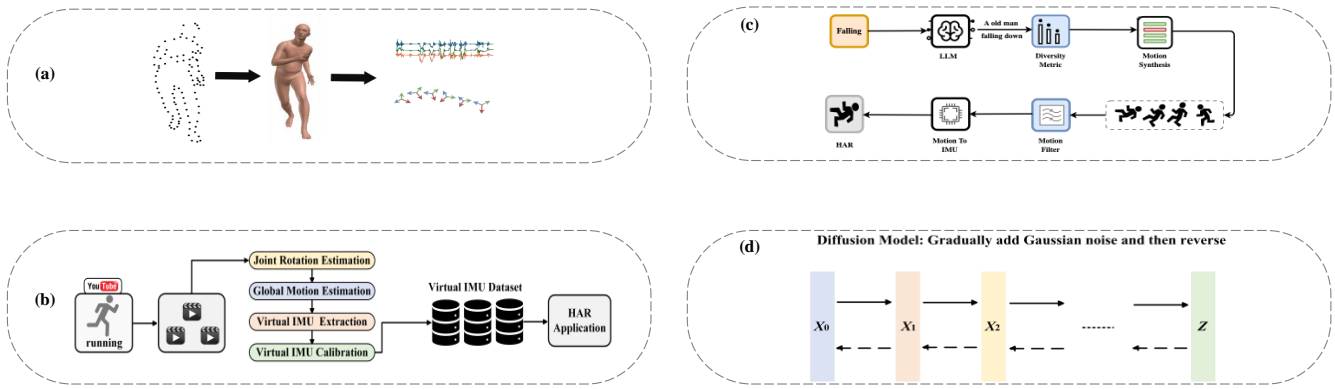 (a)
(b)
You Tube
running
Joint Rotation Estimation
Global Motion Estimation
Virtual IMU Extraction
Virtual IMU Calibration
Virtual IMU Dataset
HAR
Application
(c)
Falling
LLM
A old man
falling down
Diversity
Metric
Motion
Synthesis
HAR
Motion To
IMU
Motion
Filter
(d)
Diffusion Model: Gradually add Gaussian noise and then reverse
X0
X1
X2
.......
Z